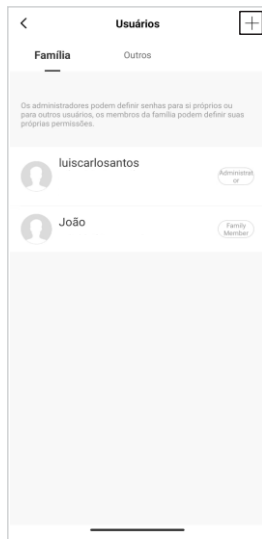 Usuários
Família Outros
Os administradores podem definir senhas para si próprios ou
para outros usuários, os membros da família podem definir suas
próprias permissões.
luiscarlosantos
Administrat
or
João
Family
Member